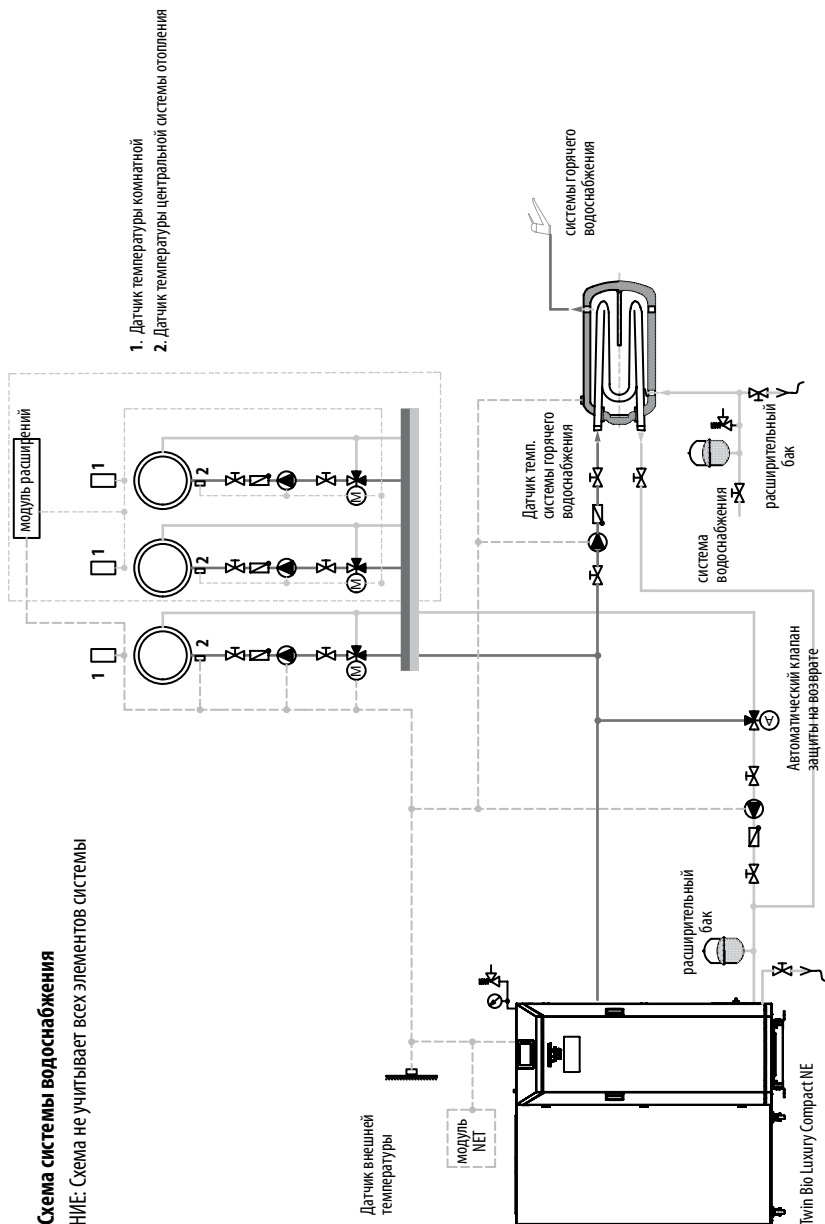 Схема системы водоснабжения
НИЕ: Схема не учитывает всех элементов системы
1. Датчик температуры комнатной
2. Датчик температуры центральной системы отопления
модуль расширений
1
1
1
2
2
2
M
M
M
системы горячего
водоснабжения
Датчик темп.
системы горячего
водоснабжения
система
водоснабжения
расширительный
бак
Автоматический клапан
защиты на возврате
A
расширительный
бак
Датчик внешней
температуры
модуль
NET
Twin Bio Luxury Compact NE